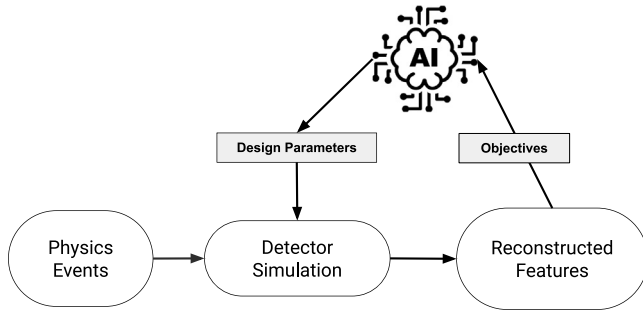 AI
Design Parameters
Objectives
Physics
Events
Detector
Simulation
Reconstructed
Features